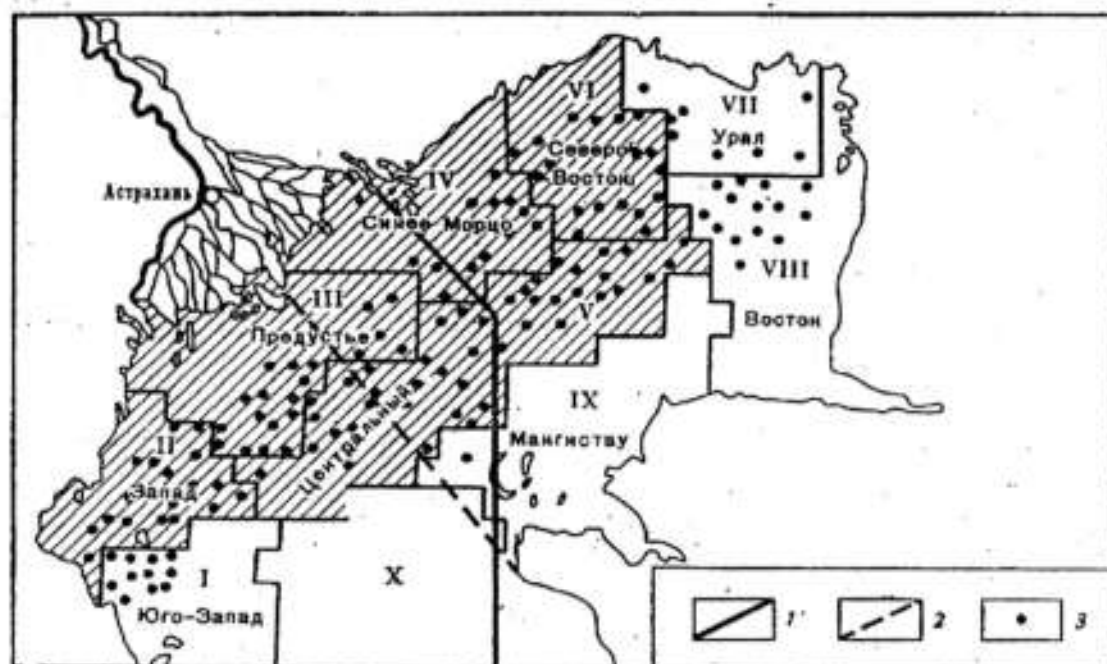 VI
VII
Урал
Северо
Восток
IV
Астрахань
Синее Морцо
VIII
III
V
Предустье
Восток
IX
Центральный
Мангистау
II
Запад
I
X
Юго-Запад
1
2
3